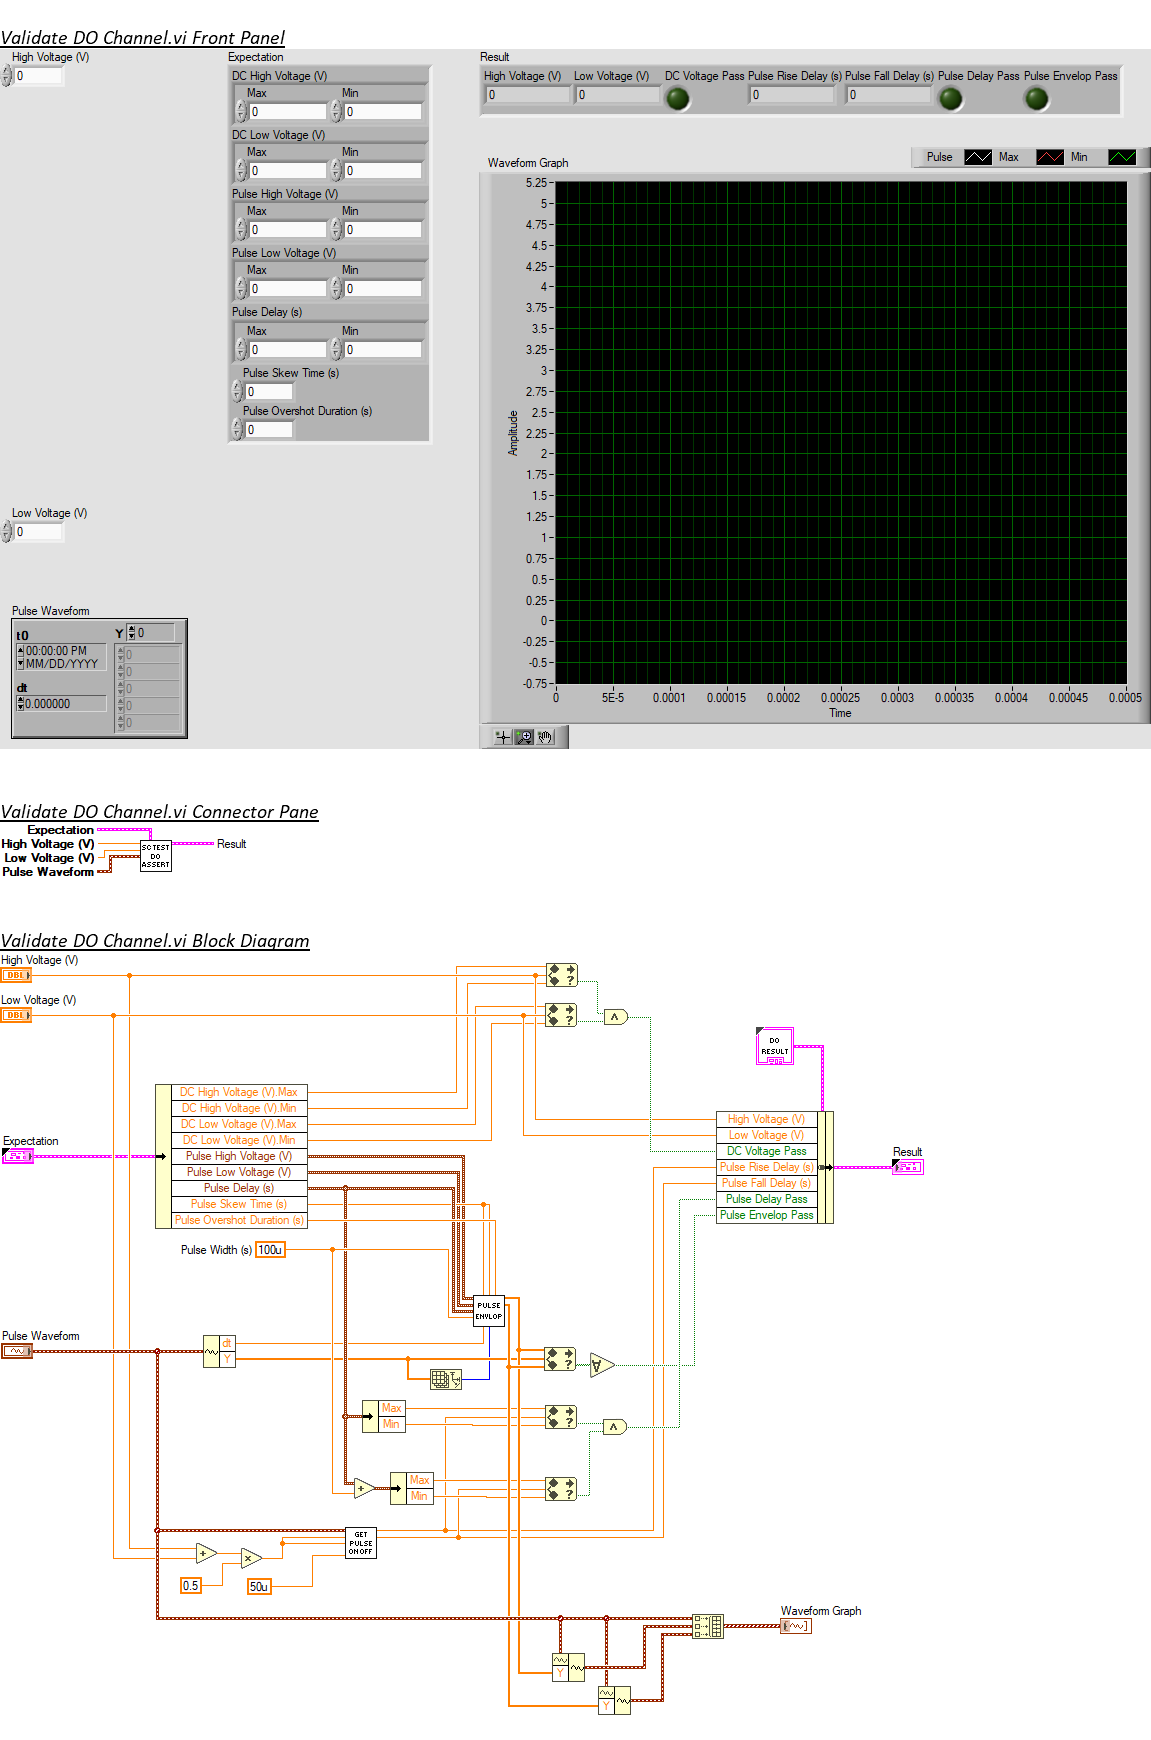 Validate DO Channel.vi Front Panel
High Voltage (V)
0
Expectation
DC High Voltage (V)
Max Min
0 0
DC Low Voltage (V)
Max Min
0 0
Pulse High Voltage (V)
Max Min
0 0
Pulse Low Voltage (V)
Max Min
0 0
Pulse Delay (s)
Max Min
0 0
Pulse Skew Time (s)
0
Pulse Overshot Duration (s)
0
Result
High Voltage (V) Low Voltage (V) DC Voltage Pass Pulse Rise Delay (s) Pulse Fall Delay (s) Pulse Delay Pass Pulse Envelop Pass
0 0 0 0
Pulse Max Min
Waveform Graph
5.25
5
4.75
4.5
4.25
4
3.75
3.5
3.25
3
2.75
2.5
2.25
2
1.75
1.5
1.25
1
0.75
0.5
0.25
0
-0.25
-0.5
-0.75
Amplitude
0 5E-5 0.0001 0.00015 0.0002 0.00025 0.0003 0.00035 0.0004 0.00045 0.0005
Time
Low Voltage (V)
0
Pulse Waveform
t0 Y 0
00:00:00 PM
MM/DD/YYYY
dt
0.000000
0
0
0
0
0
Validate DO Channel.vi Connector Pane
Expectation
High Voltage (V)
Low Voltage (V)
Pulse Waveform
SC TEST
DO
ASSERT
Result
Validate DO Channel.vi Block Diagram
High Voltage (V)
DBL
Low Voltage (V)
DBL
?
?
DO
RESULT
Expectation
DC High Voltage (V).Max
DC High Voltage (V).Min
DC Low Voltage (V).Max
DC Low Voltage (V).Min
Pulse High Voltage (V)
Pulse Low Voltage (V)
Pulse Delay (s)
Pulse Skew Time (s)
Pulse Overshot Duration (s)
High Voltage (V)
Low Voltage (V)
DC Voltage Pass
Pulse Rise Delay (s)
Pulse Fall Delay (s)
Pulse Delay Pass
Pulse Envelop Pass
Result
Pulse Width (s) 100u
PULSE
ENVLOP
Pulse Waveform
dt
Y
?
Max
Min
?
Max
Min
?
GET
PULSE
ON OFF
0.5
50u
Waveform Graph
Y
Y